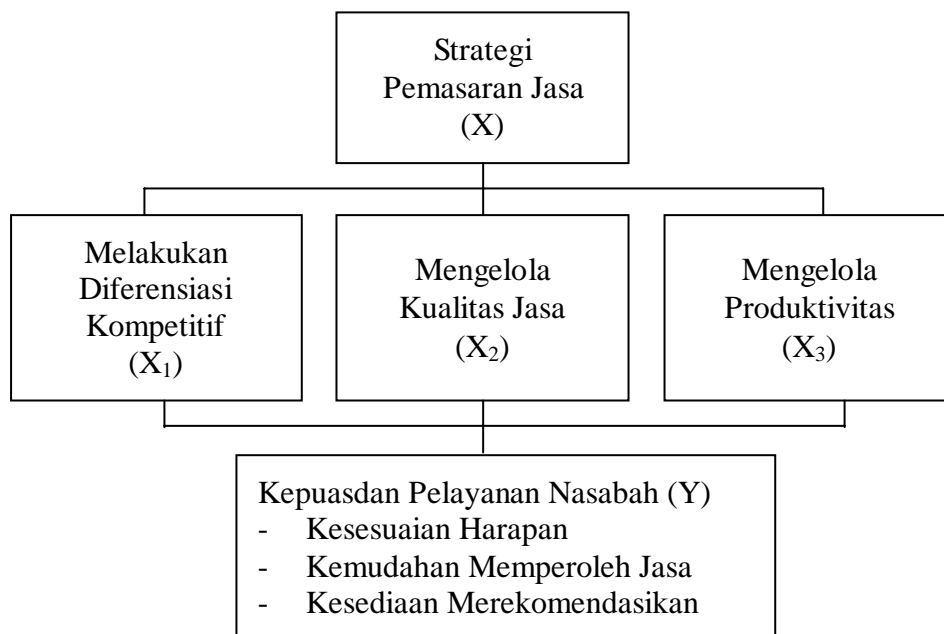 Strategi
Pemasaran Jasa
(X)
Melakukan
Diferensiasi
Kompetitif
(X₁)
Mengelola
Kualitas Jasa
(X₂)
Mengelola
Produktivitas
(X₃)
Kepuasdan Pelayanan Nasabah (Y)
- Kesesuaian Harapan
- Kemudahan Memperoleh Jasa
- Kesediaan Merekomendasikan